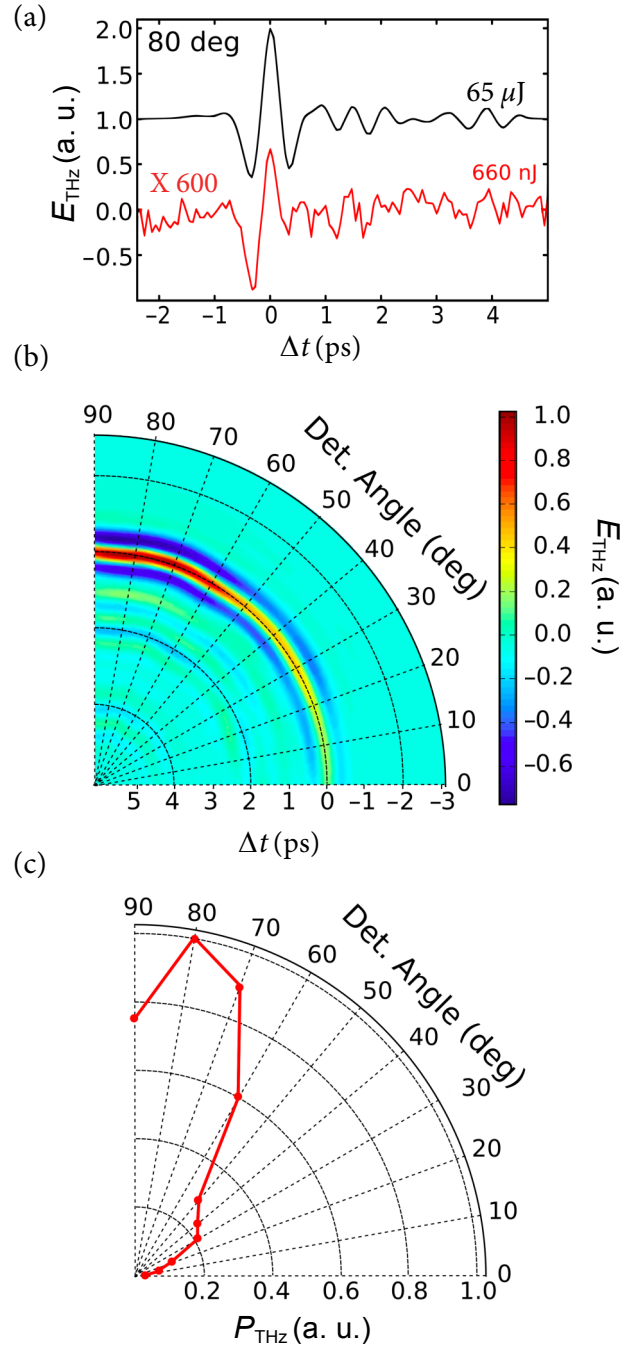 (a)
80 deg
65 μJ
X 600
660 nJ
2.0
1.5
1.0
0.5
0.0
−0.5
E_THz (a. u.)
−2 −1 0 1 2 3 4
Δt (ps)
(b)
90 80 70 60 50 40 30 20 10 0
Det. Angle (deg)
5 4 3 2 1 0 −1 −2 −3
Δt (ps)
1.0
0.8
0.6
0.4
0.2
0.0
−0.2
−0.4
−0.6
E_THz (a. u.)
(c)
90 80 70 60 50 40 30 20 10 0
Det. Angle (deg)
0.2 0.4 0.6 0.8 1.0
P_THz (a. u.)